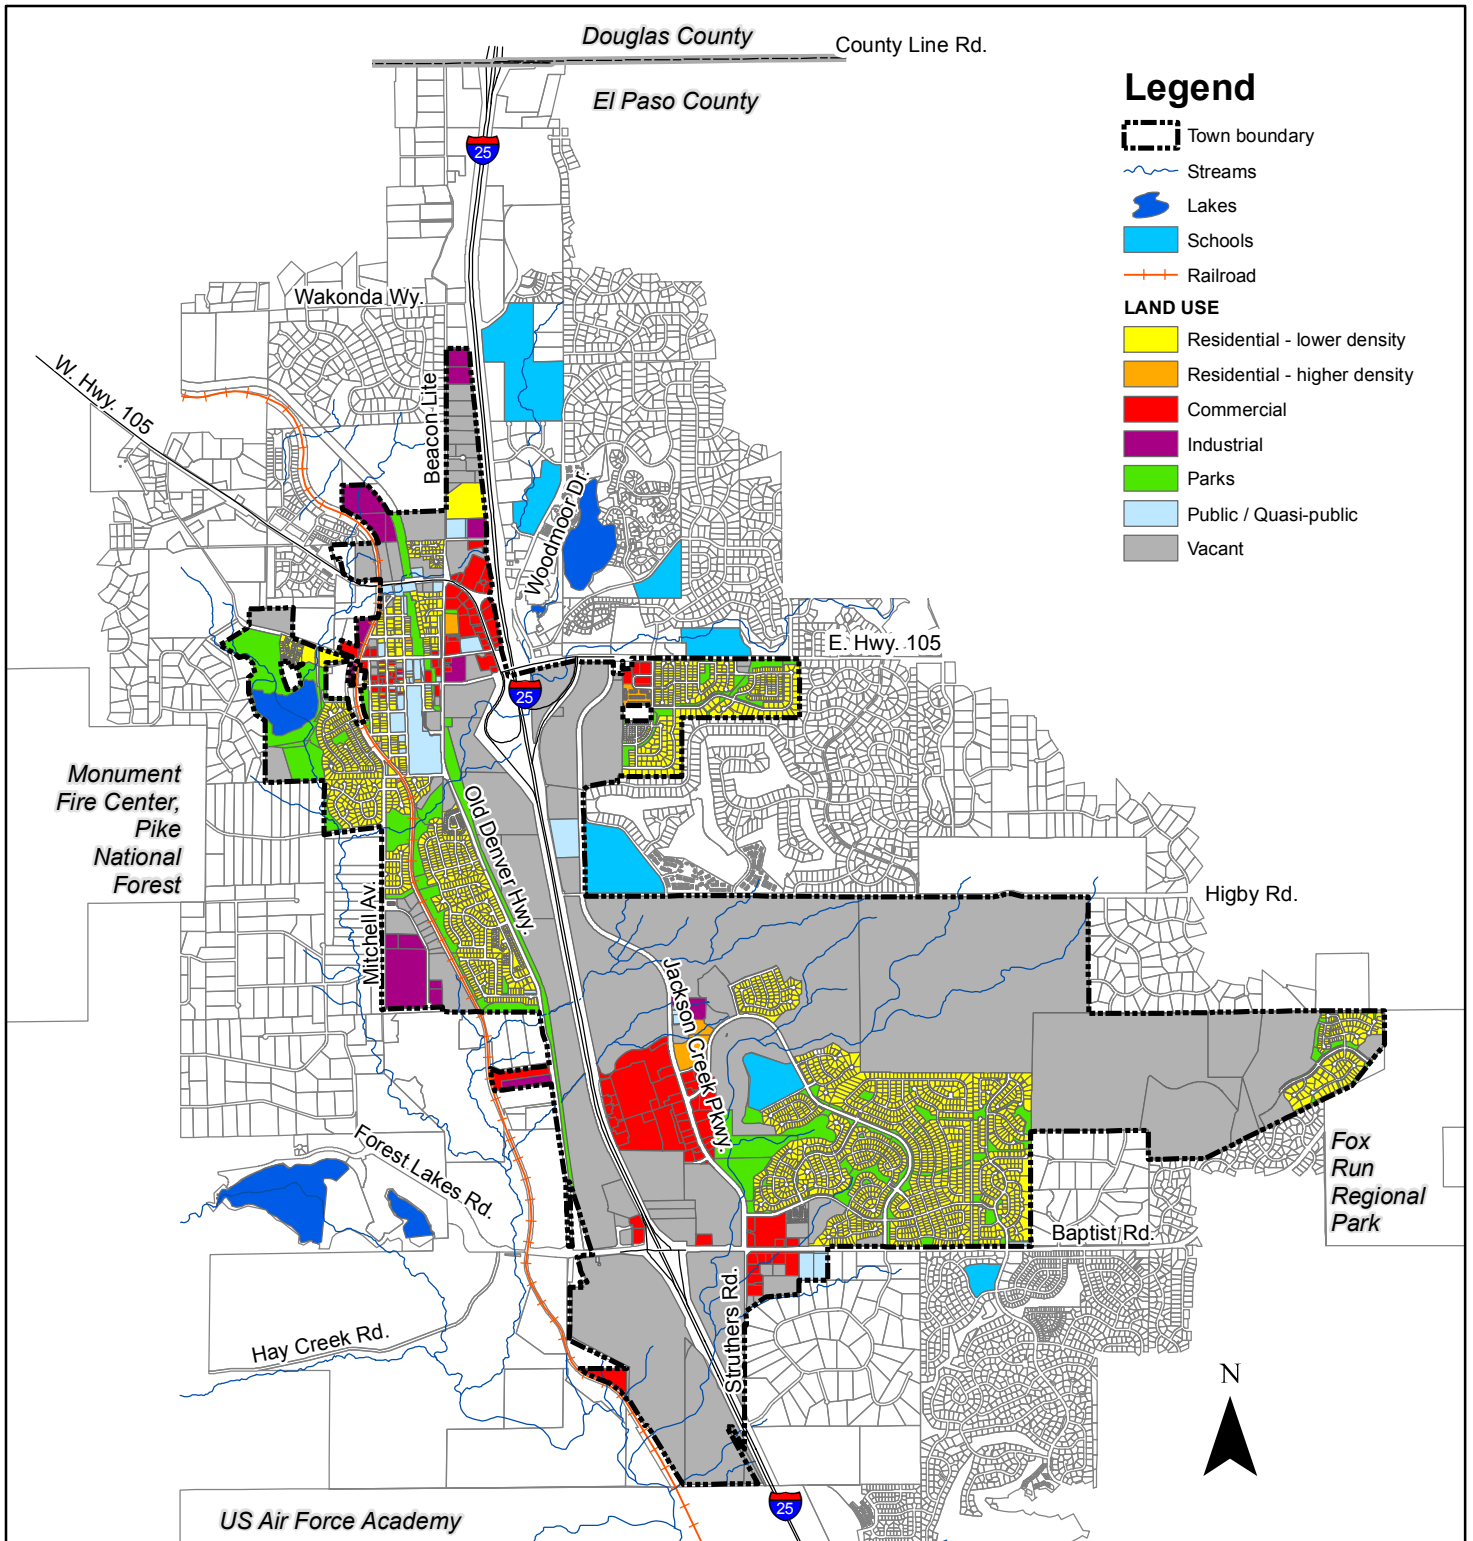 Douglas County
County Line Rd.
El Paso County
25
Legend
Town boundary
Streams
Lakes
Schools
Railroad
LAND USE
Residential - lower density
Residential - higher density
Commercial
Industrial
Parks
Public / Quasi-public
Vacant
Wakonda Wy.
W. Hwy. 105
Beacon Lite
Woodmoor Dr.
E. Hwy. 105
25
Monument
Fire Center,
Pike
National
Forest
Old Denver Hwy.
Mitchell Av.
Higby Rd.
Jackson Creek Pkwy.
Forest Lakes Rd.
Fox
Run
Regional
Park
Baptist Rd.
Hay Creek Rd.
Struthers Rd.
N
25
US Air Force Academy